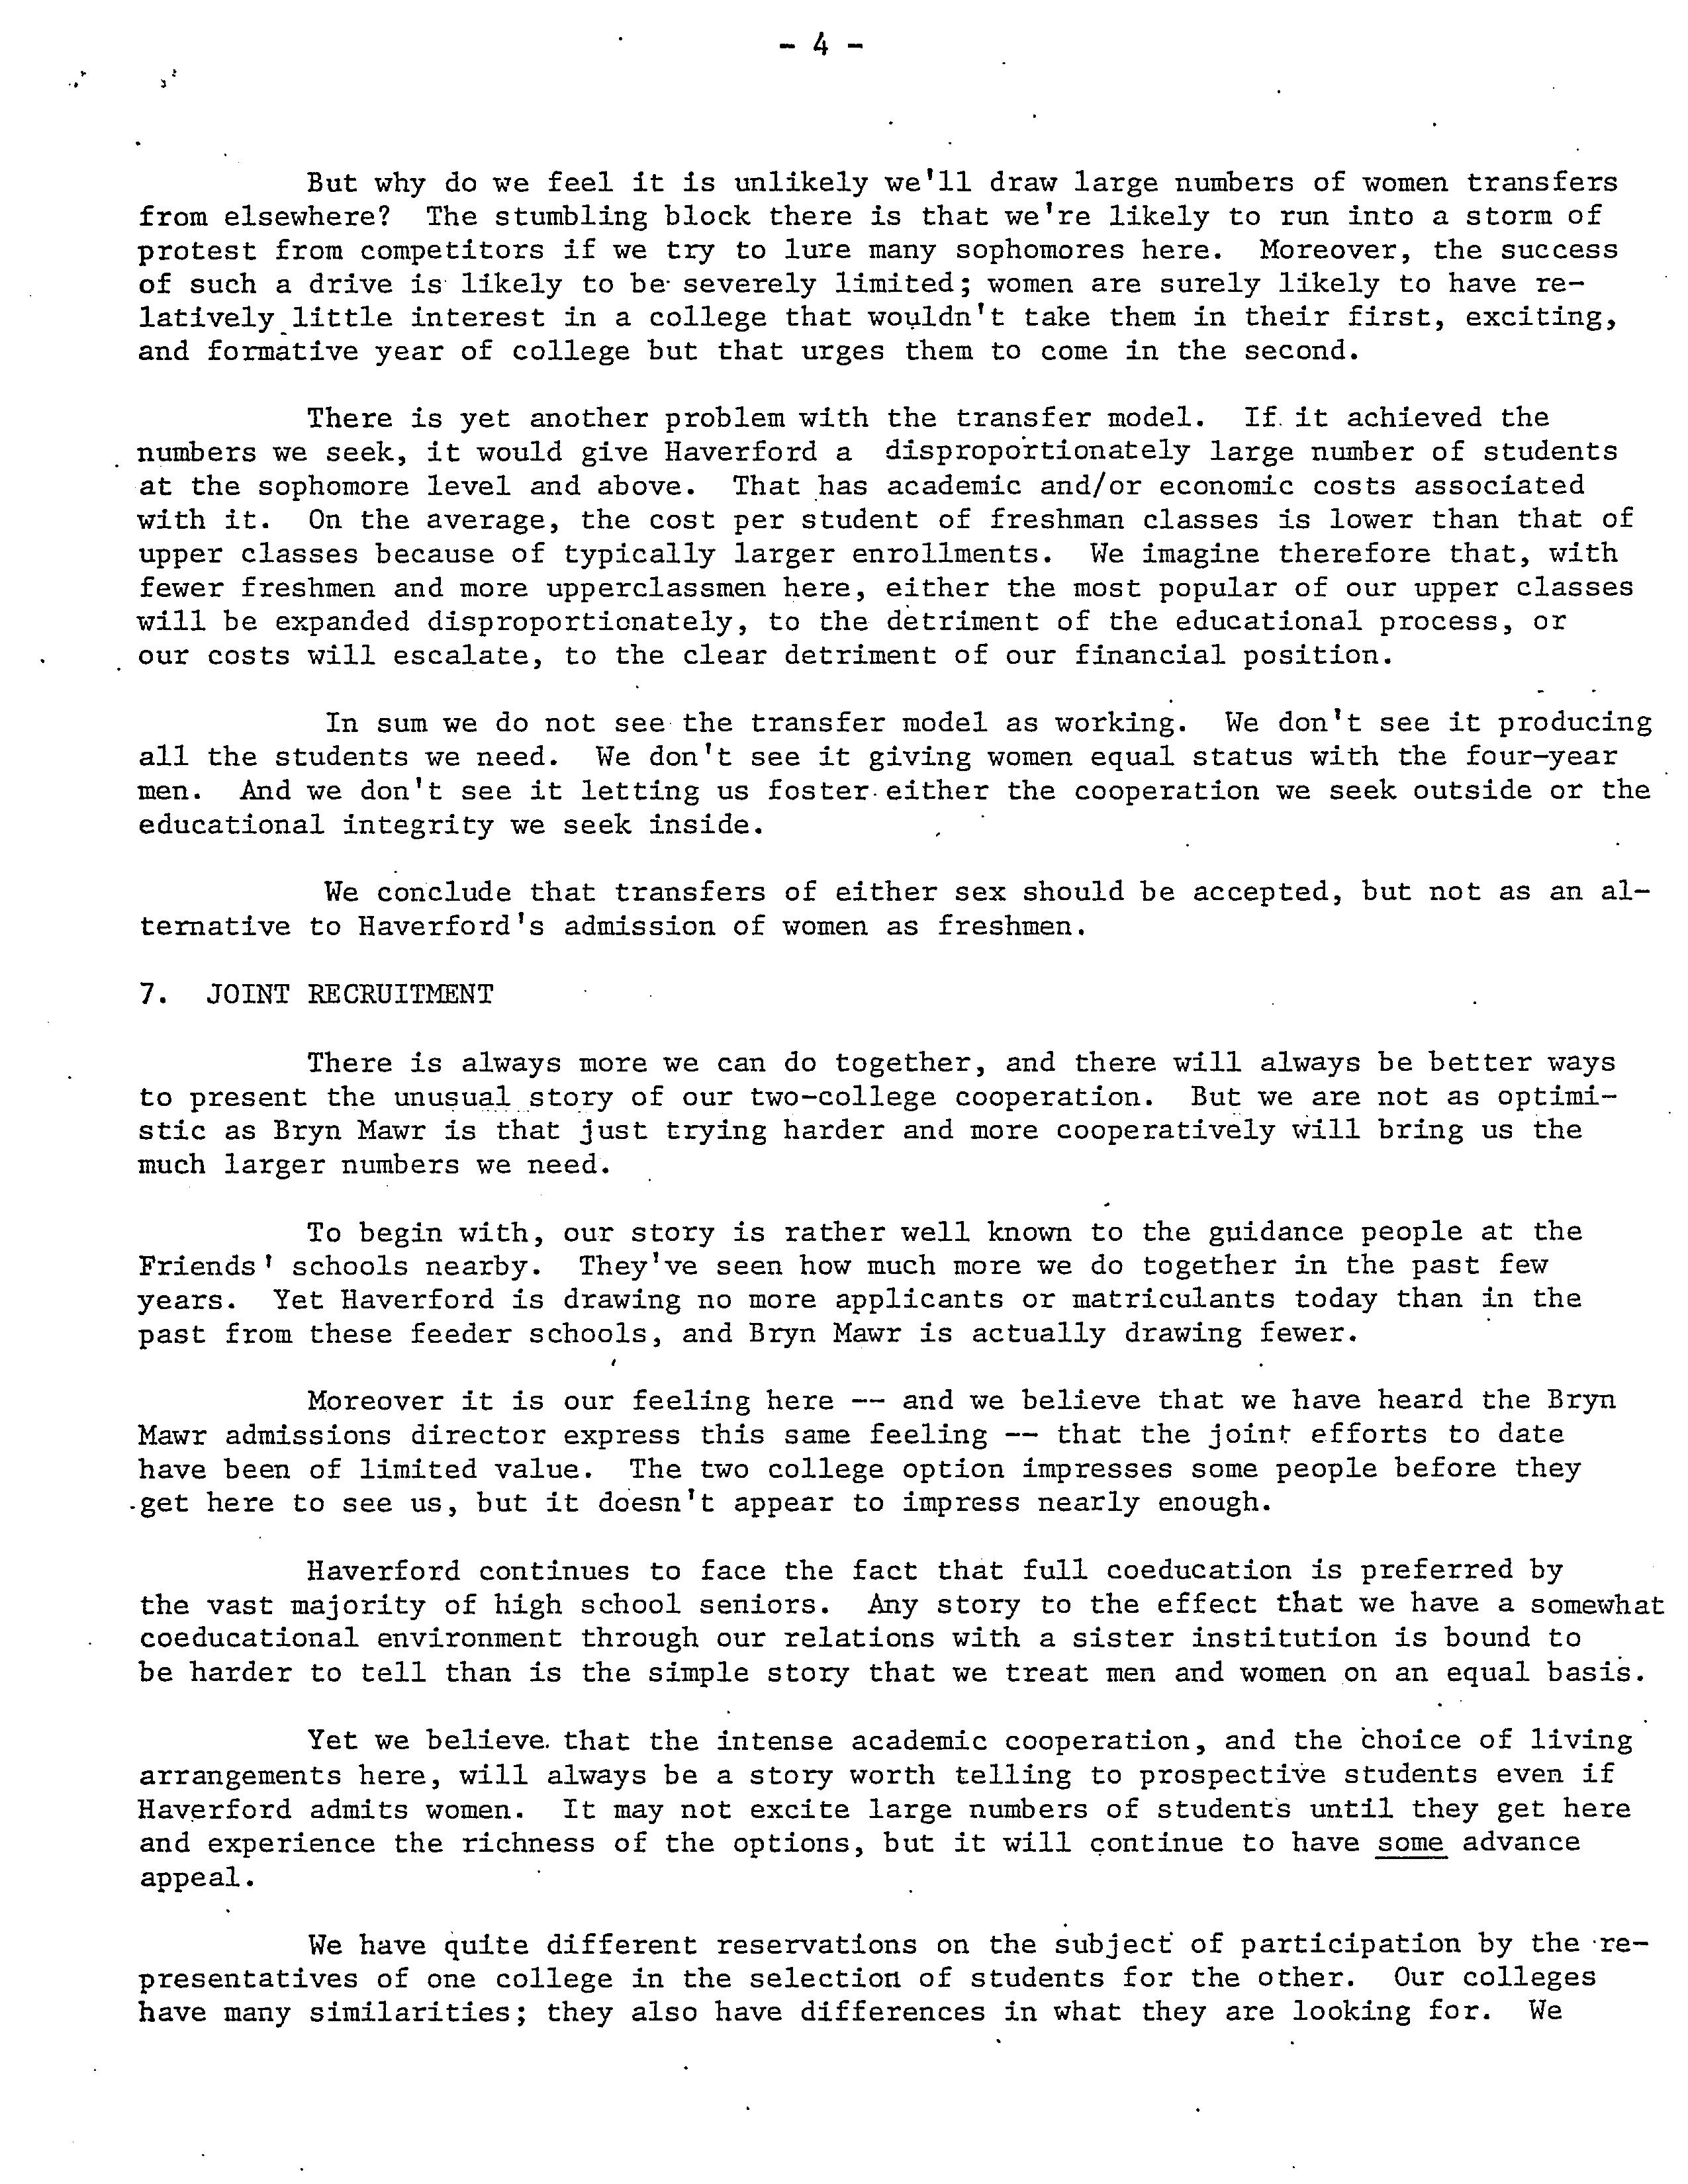 - 4 -
But why do we feel it is unlikely we'll draw large numbers of women transfers
from elsewhere? The stumbling block there is that we're likely to run into a storm of
protest from competitors if we try to lure many sophomores here. Moreover, the success
of such a drive is likely to be severely limited; women are surely likely to have re-
latively little interest in a college that wouldn't take them in their first, exciting,
and formative year of college but that urges them to come in the second.
There is yet another problem with the transfer model. If it achieved the
numbers we seek, it would give Haverford a disproportionately large number of students
at the sophomore level and above. That has academic and/or economic costs associated
with it. On the average, the cost per student of freshman classes is lower than that of
upper classes because of typically larger enrollments. We imagine therefore that, with
fewer freshmen and more upperclassmen here, either the most popular of our upper classes
will be expanded disproportionately, to the detriment of the educational process, or
our costs will escalate, to the clear detriment of our financial position.
In sum we do not see the transfer model as working. We don't see it producing
all the students we need. We don't see it giving women equal status with the four-year
men. And we don't see it letting us foster either the cooperation we seek outside or the
educational integrity we seek inside.
We conclude that transfers of either sex should be accepted, but not as an al-
ternative to Haverford's admission of women as freshmen.
7. JOINT RECRUITMENT
There is always more we can do together, and there will always be better ways
to present the unusual story of our two-college cooperation. But we are not as optimi-
stic as Bryn Mawr is that just trying harder and more cooperatively will bring us the
much larger numbers we need.
To begin with, our story is rather well known to the guidance people at the
Friends' schools nearby. They've seen how much more we do together in the past few
years. Yet Haverford is drawing no more applicants or matriculants today than in the
past from these feeder schools, and Bryn Mawr is actually drawing fewer.
Moreover it is our feeling here -- and we believe that we have heard the Bryn
Mawr admissions director express this same feeling -- that the joint efforts to date
have been of limited value. The two college option impresses some people before they
get here to see us, but it doesn't appear to impress nearly enough.
Haverford continues to face the fact that full coeducation is preferred by
the vast majority of high school seniors. Any story to the effect that we have a somewhat
coeducational environment through our relations with a sister institution is bound to
be harder to tell than is the simple story that we treat men and women on an equal basis.
Yet we believe that the intense academic cooperation, and the choice of living
arrangements here, will always be a story worth telling to prospective students even if
Haverford admits women. It may not excite large numbers of students until they get here
and experience the richness of the options, but it will continue to have some advance
appeal.
We have quite different reservations on the subject of participation by the re-
presentatives of one college in the selection of students for the other. Our colleges
have many similarities; they also have differences in what they are looking for. We